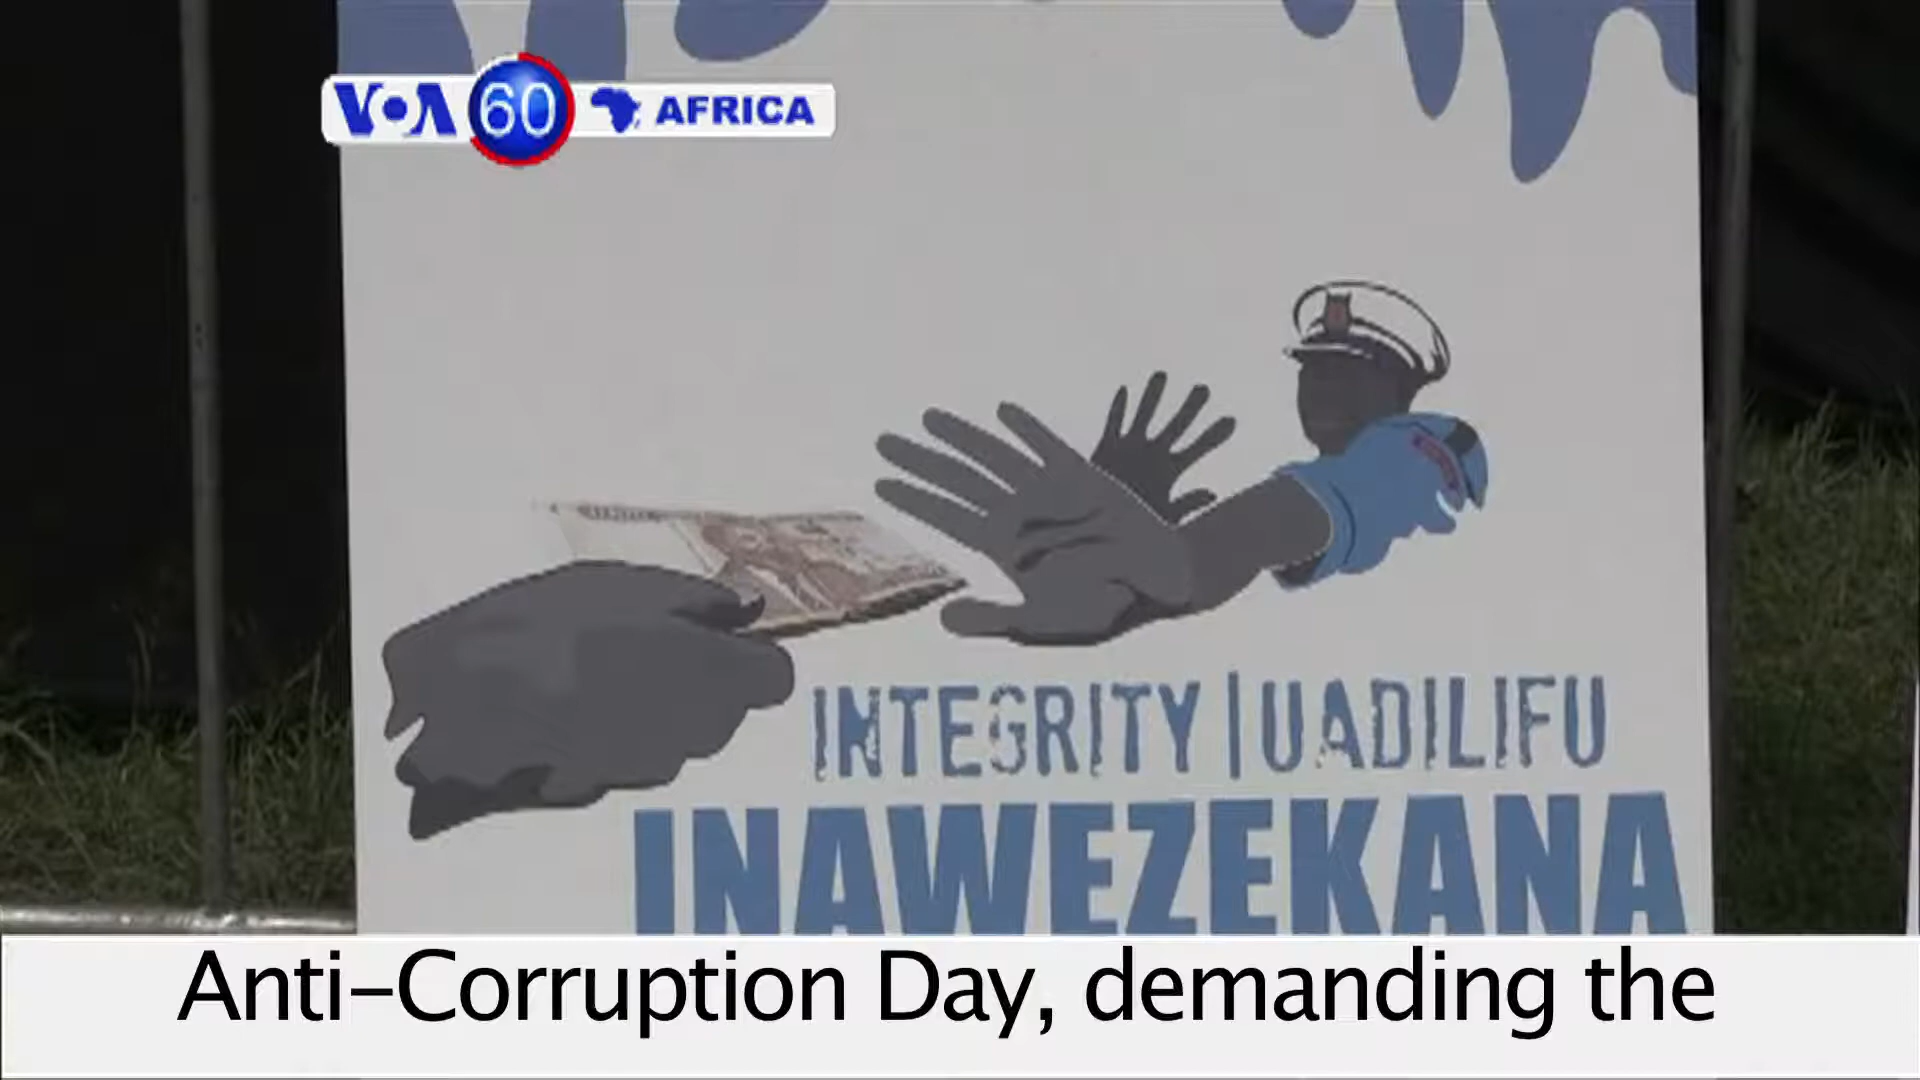 VOA 60 AFRICA
INTEGRITY | UADILIFU
INAWEZEKANA
Anti-Corruption Day, demanding the